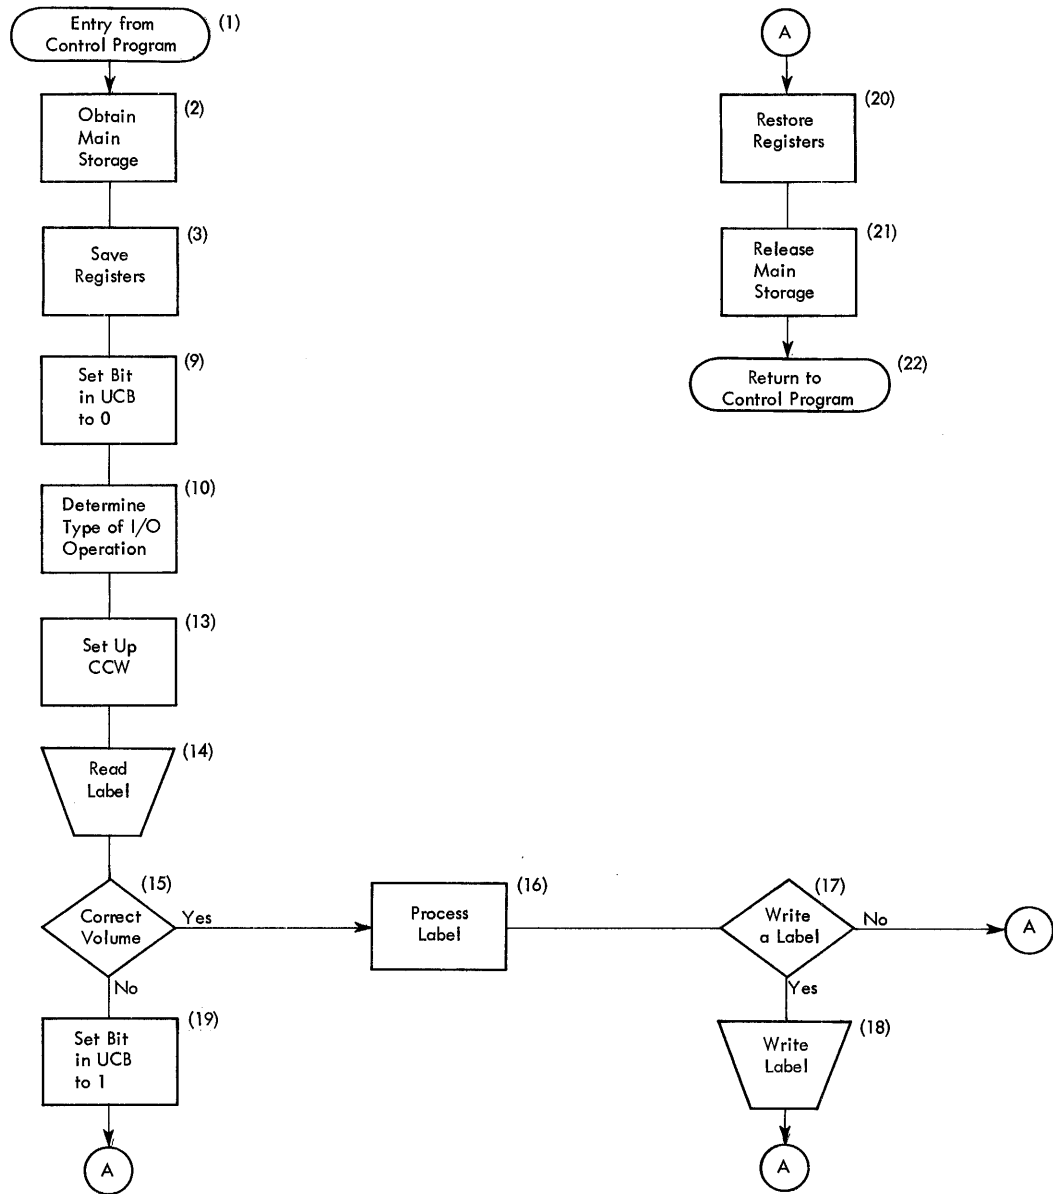 Entry from
Control Program
(1)
Obtain
Main
Storage
(2)
Save
Registers
(3)
Set Bit
in UCB
to 0
(9)
Determine
Type of I/O
Operation
(10)
Set Up
CCW
(13)
Read
Label
(14)
Correct
Volume
(15)
Yes
No
Process
Label
(16)
Write
a Label
(17)
No
A
Yes
Write
Label
(18)
A
Set Bit
in UCB
to 1
(19)
A
A
Restore
Registers
(20)
Release
Main
Storage
(21)
Return to
Control Program
(22)